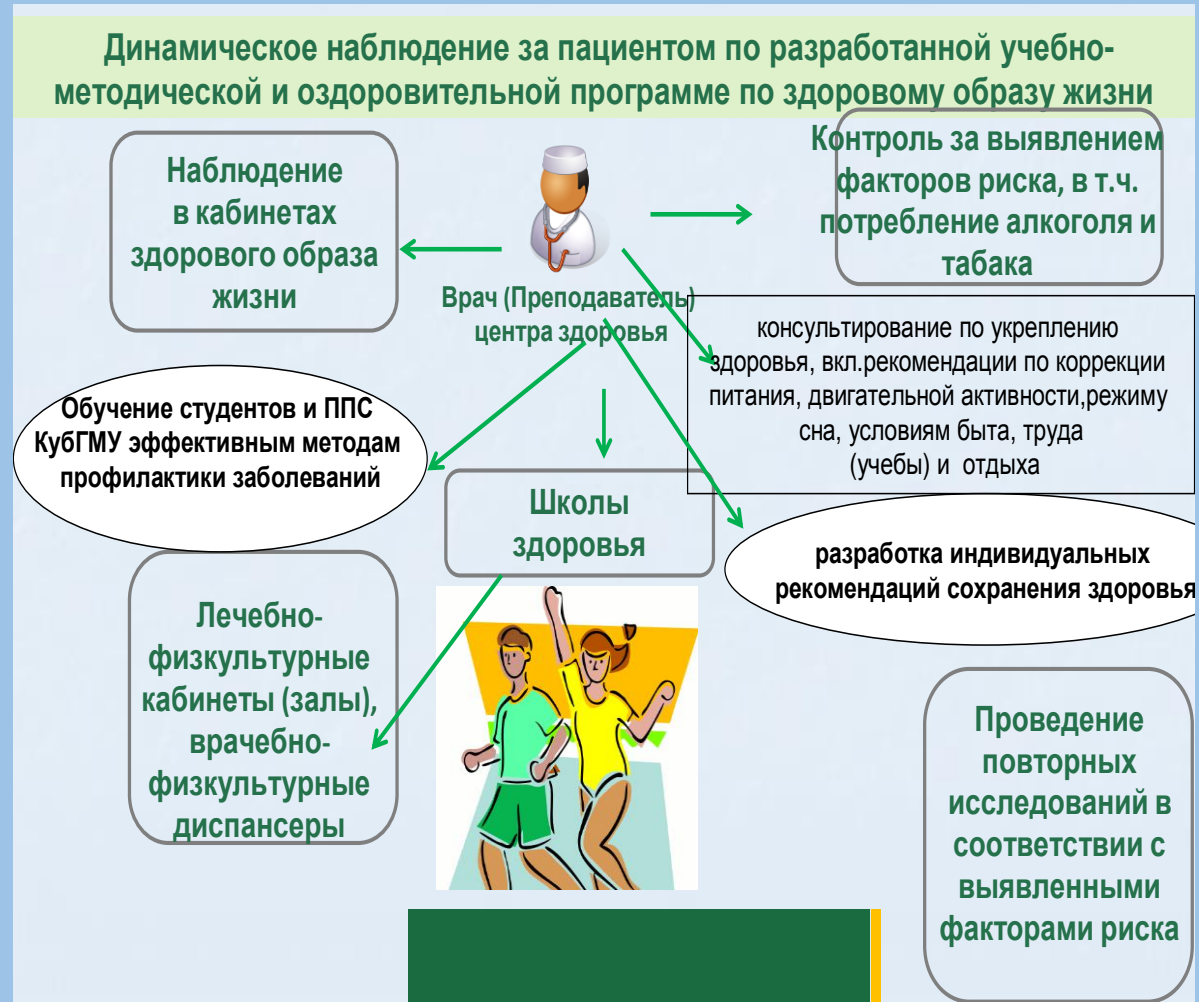 Динамическое наблюдение за пациентом по разработанной учебно-
методической и оздоровительной программе по здоровому образу жизни
Наблюдение
в кабинетах
здорового образа
жизни
Контроль за выявлением
факторов риска, в т.ч.
потребление алкоголя и
табака
Врач (Преподаватель)
центра здоровья
консультирование по укреплению
здоровья, вкл.рекомендации по коррекции
питания, двигательной активности,режиму
сна, условиям быта, труда
(учебы) и отдыха
Обучение студентов и ППС
КубГМУ эффективным методам
профилактики заболеваний
Школы
здоровья
разработка индивидуальных
рекомендаций сохранения здоровья
Лечебно-
физкультурные
кабинеты (залы),
врачебно-
физкультурные
диспансеры
Проведение
повторных
исследований в
соответствии с
выявленными
факторами риска